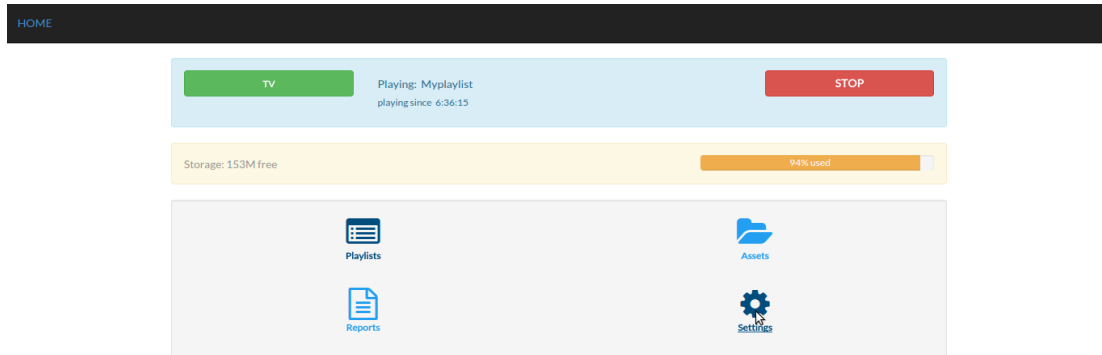 HOME
TV
Playing: Myplaylist
STOP
playing since 6:36:15
Storage: 153M free
94% used
Playlists
Assets
Reports
Settings